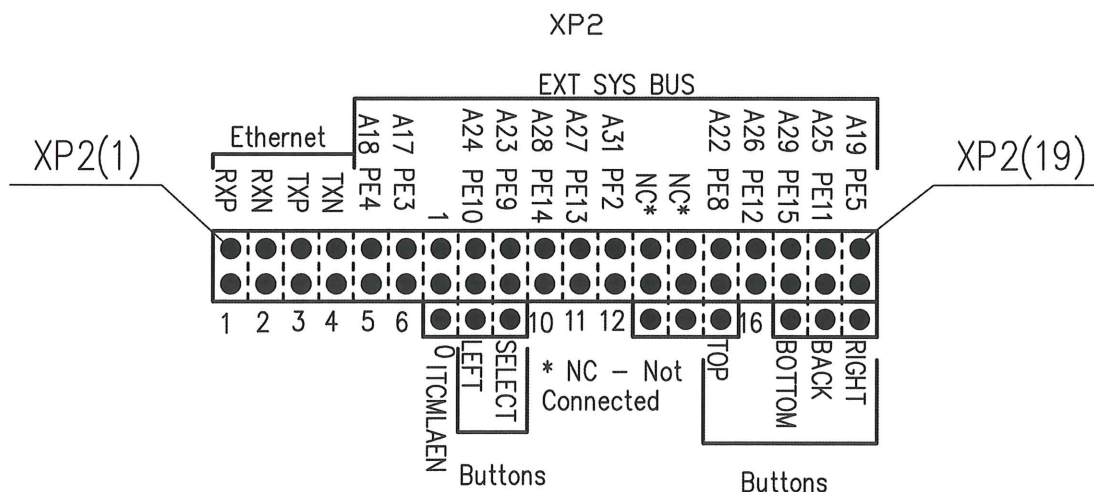 XP2
EXT SYS BUS
Ethernet
XP2(1)
XP2(19)
RXP
RXN
TXP
TXN
A18 PE4
A17 PE3
1
A24 PE10
A23 PE9
A28 PE14
A27 PE13
A31 PF2
NC*
NC*
A22 PE8
A26 PE12
A29 PE15
A25 PE11
A19 PE5
1 2 3 4 5 6 10 11 12 16
0 ITCMLAEN
LEFT
SELECT
* NC - Not
Connected
TOP
BOTTOM
BACK
RIGHT
Buttons
Buttons